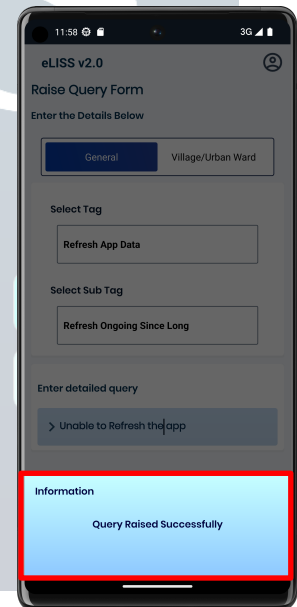 11:58 3G
eLISS v2.0
Raise Query Form
Enter the Details Below
General Village/Urban Ward
Select Tag
Refresh App Data
Select Sub Tag
Refresh Ongoing Since Long
Enter detailed query
> Unable to Refresh the app
Information
Query Raised Successfully